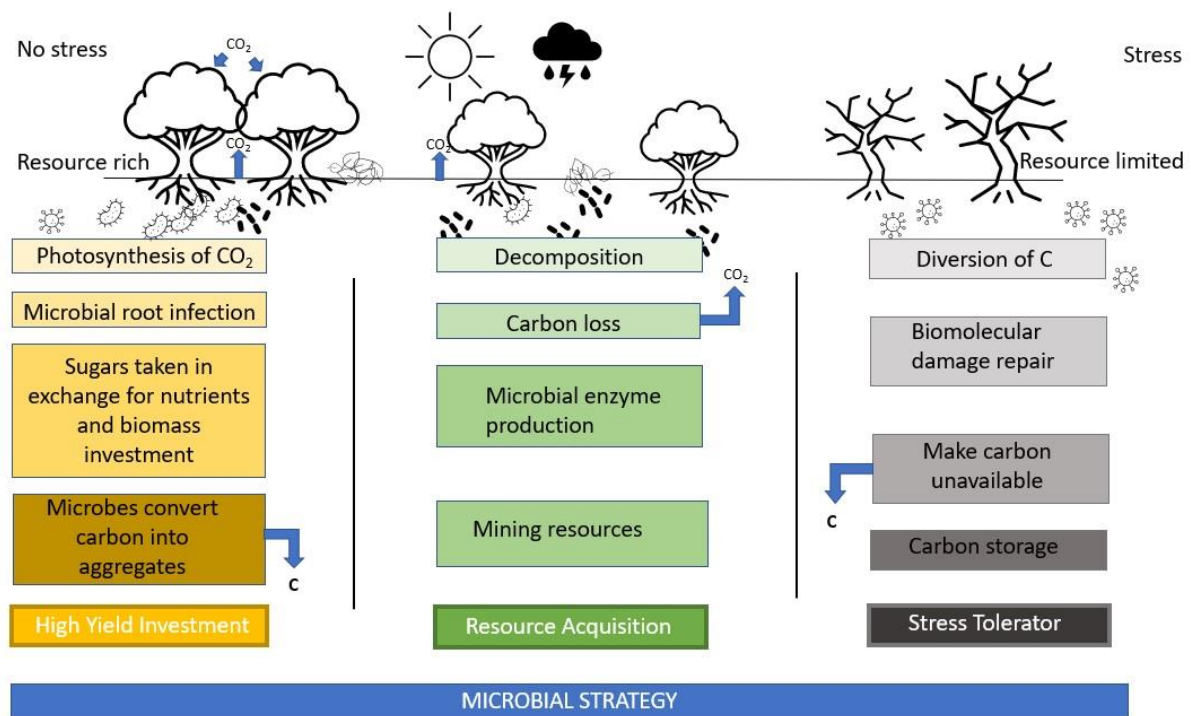 No stress
CO₂
Stress
CO₂
CO₂
Resource rich
Resource limited
Photosynthesis of CO₂
Microbial root infection
Sugars taken in
exchange for nutrients
and biomass
investment
Microbes convert
carbon into
aggregates
C
High Yield Investment
Decomposition
CO₂
Carbon loss
Microbial enzyme
production
Mining resources
Resource Acquisition
Diversion of C
Biomolecular
damage repair
Make carbon
unavailable
C
Carbon storage
Stress Tolerator
MICROBIAL STRATEGY